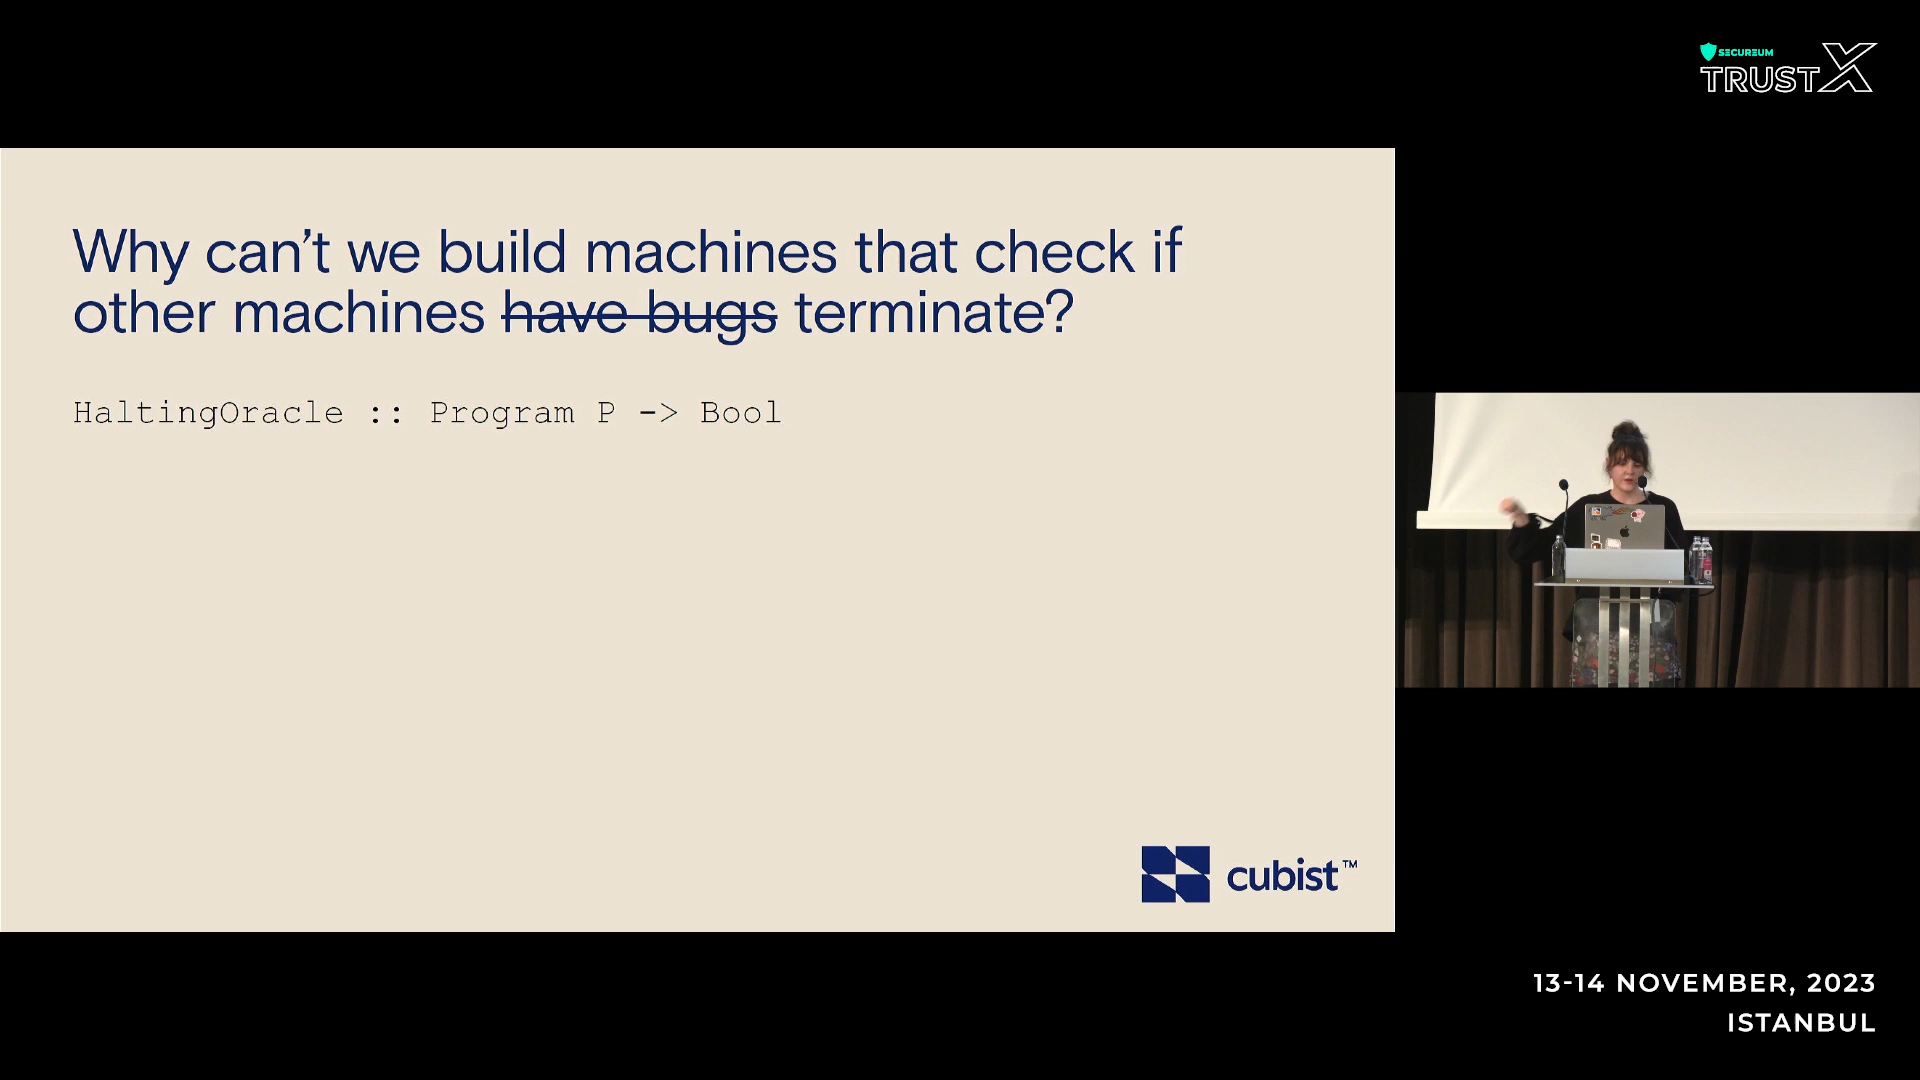 SECUREUM
TRUSTX
Why can’t we build machines that check if
other machines have bugs terminate?
HaltingOracle :: Program P -> Bool
cubist™
13-14 NOVEMBER, 2023
ISTANBUL